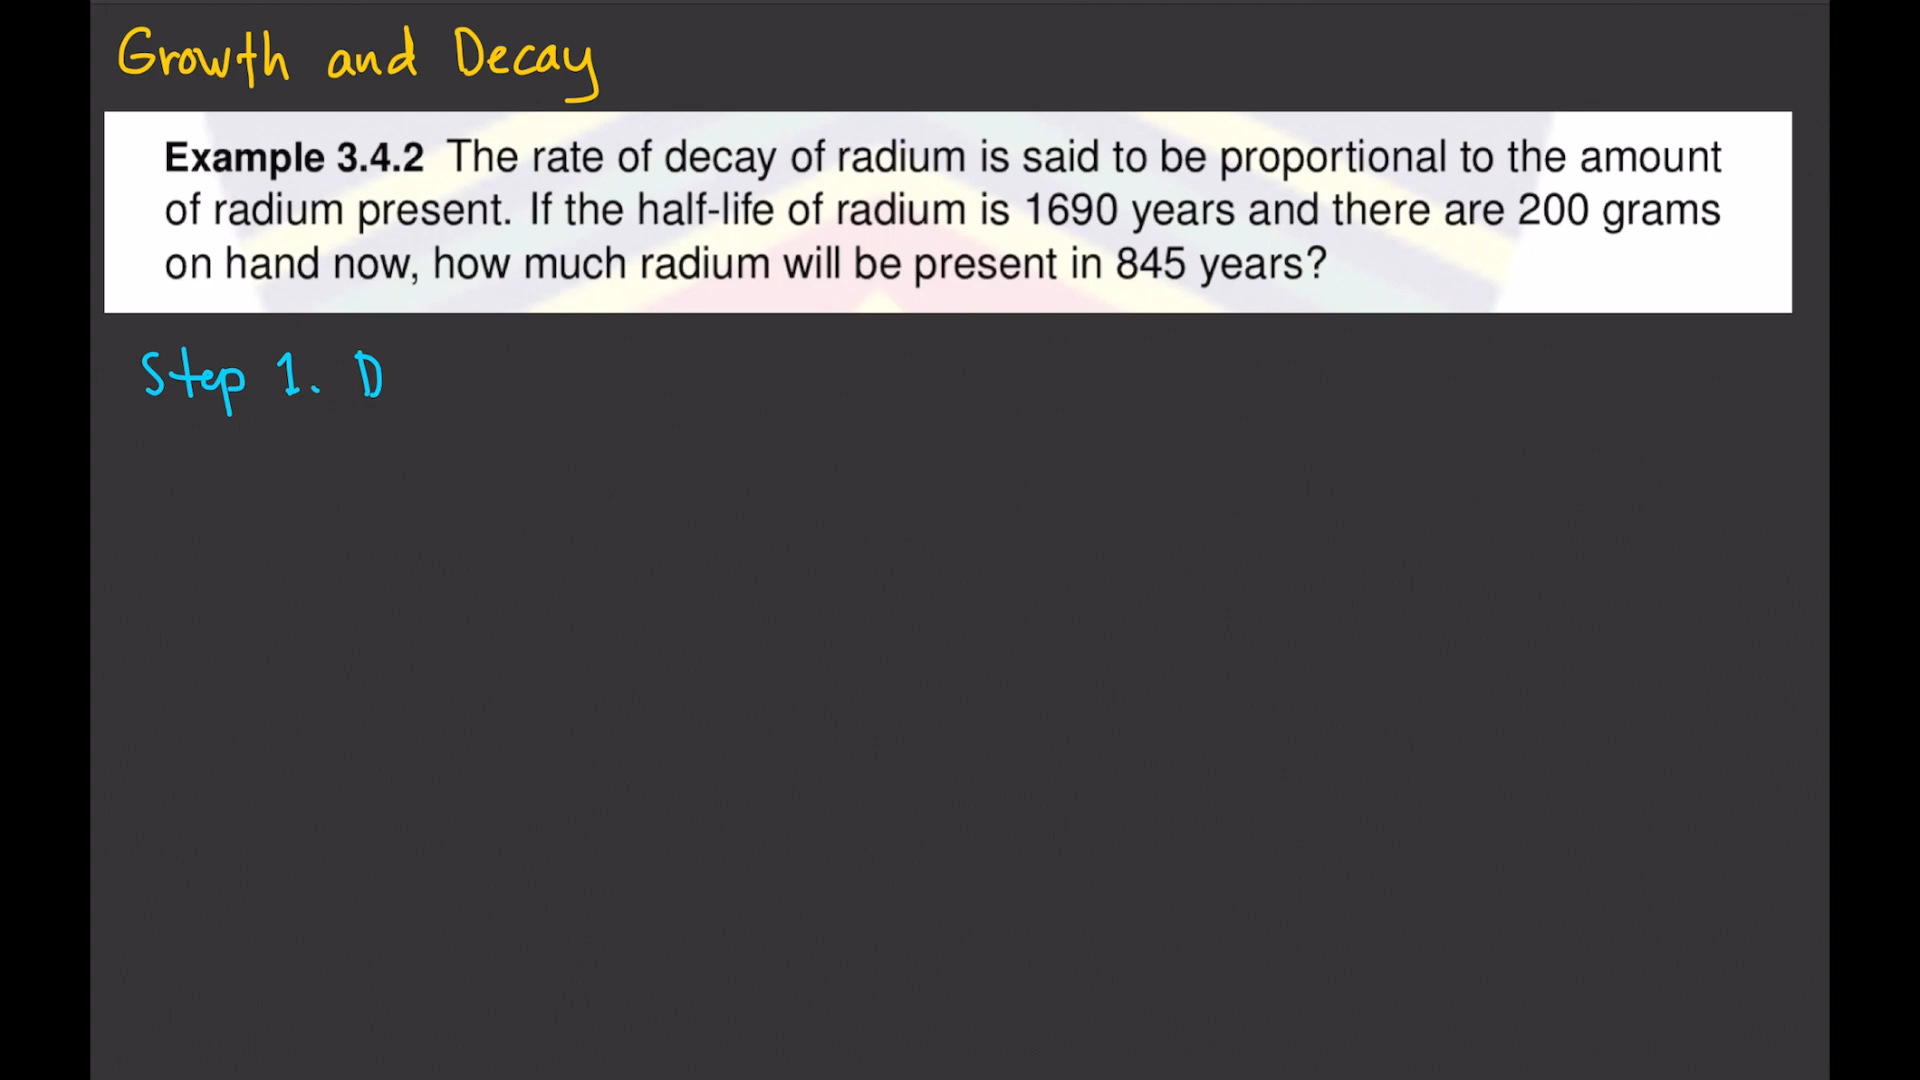 Growth and Decay
Example 3.4.2 The rate of decay of radium is said to be proportional to the amount
of radium present. If the half-life of radium is 1690 years and there are 200 grams
on hand now, how much radium will be present in 845 years?
Step 1. D